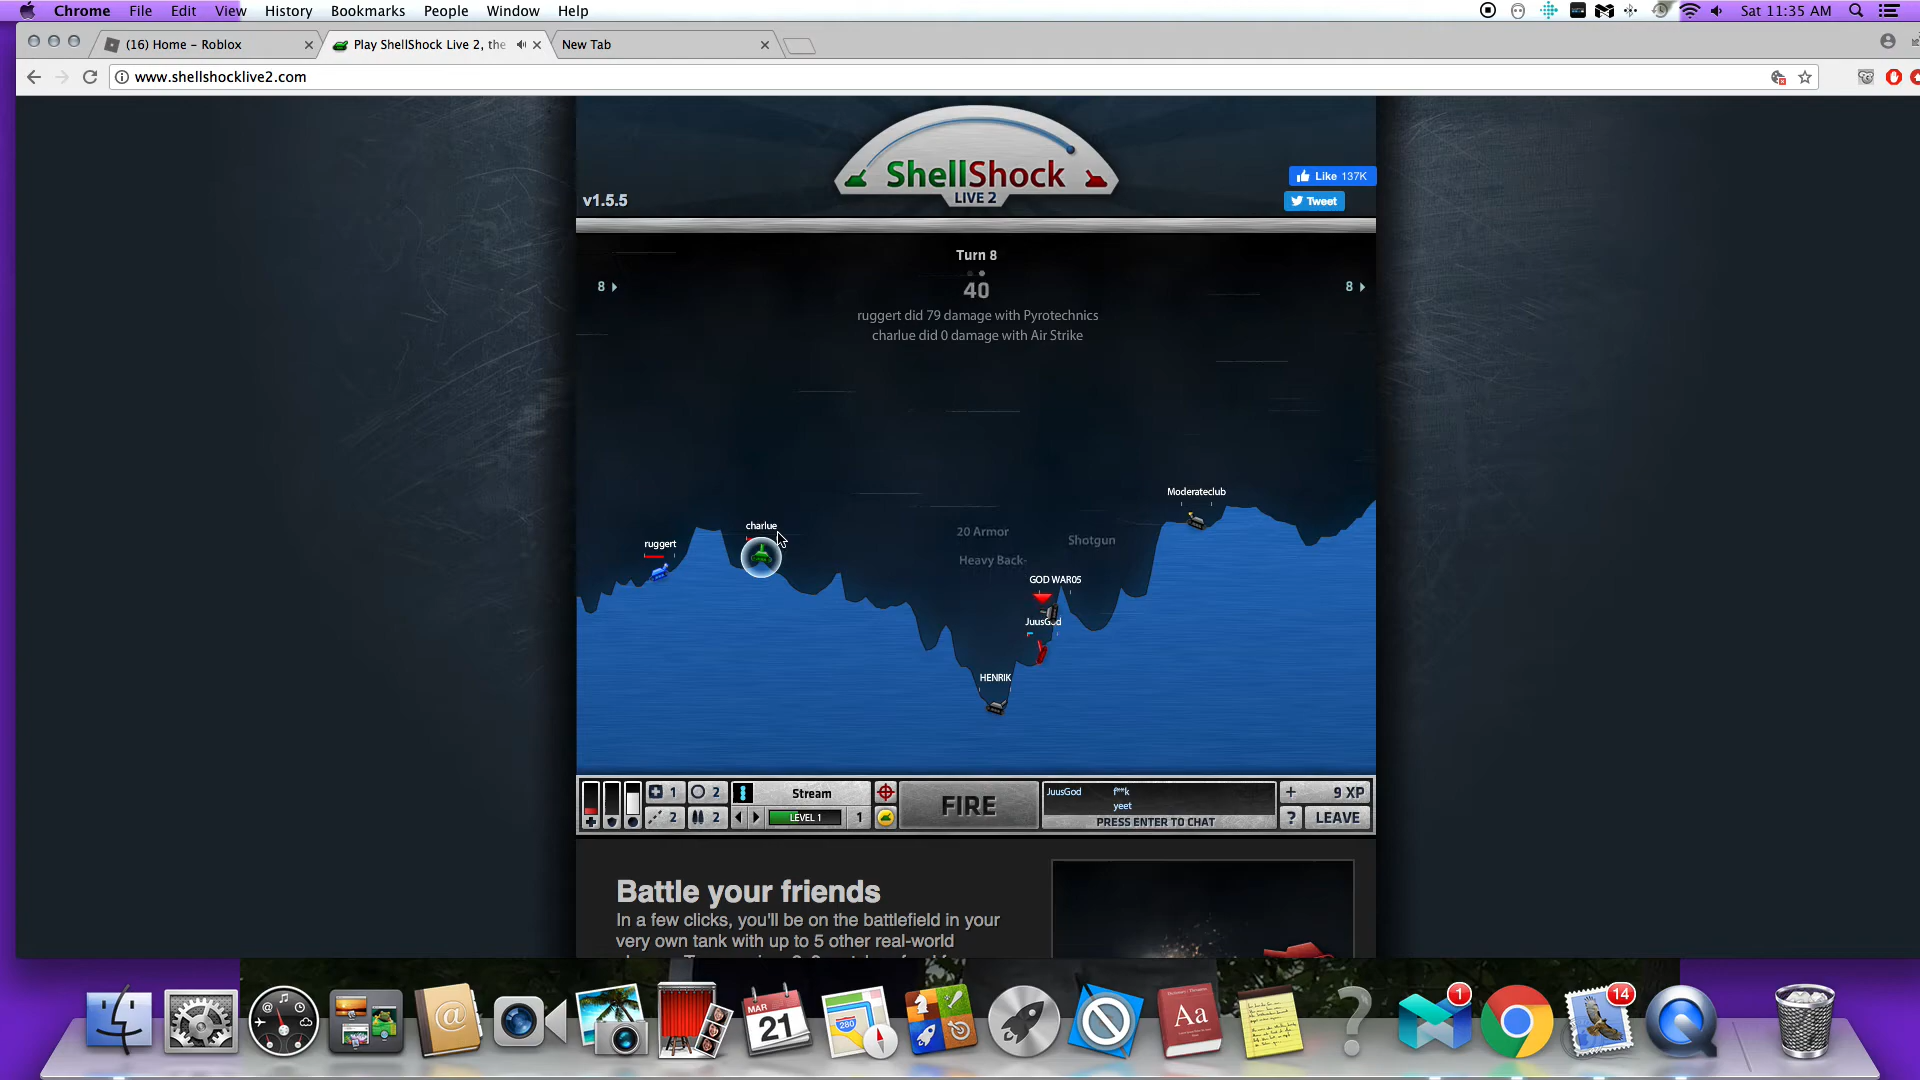 Chrome File Edit View History Bookmarks People Window Help Sat 11:35 AM
(16) Home – Roblox
Play ShellShock Live 2, the
New Tab
www.shellshocklive2.com
ShellShock
LIVE 2
v1.5.5
Like 137K
Tweet
Turn 8
8 40 8
ruggert did 79 damage with Pyrotechnics
charlue did 0 damage with Air Strike
Moderateclub
charlue
ruggert
20 Armor
Shotgun
Heavy Back-
GOD WAR05
JuusGod
HENRIK
1 2 Stream FIRE JuusGod f**k + 9 XP
yeet
2 2 LEVEL 1 1 PRESS ENTER TO CHAT ? LEAVE
Battle your friends
In a few clicks, you'll be on the battlefield in your
very own tank with up to 5 other real-world
MAR
21
280
Aa
?
1
14